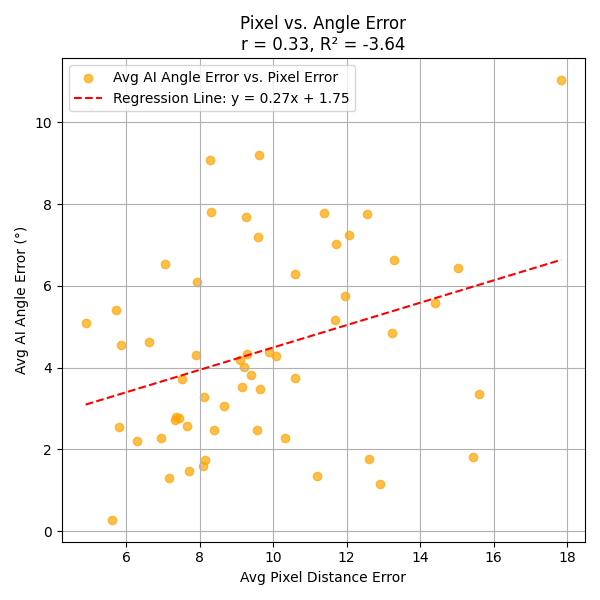 Pixel vs. Angle Error
r = 0.33, R² = -3.64
Avg AI Angle Error vs. Pixel Error
Regression Line: y = 0.27x + 1.75
Avg AI Angle Error (°)
10
8
6
4
2
0
6 8 10 12 14 16 18
Avg Pixel Distance Error